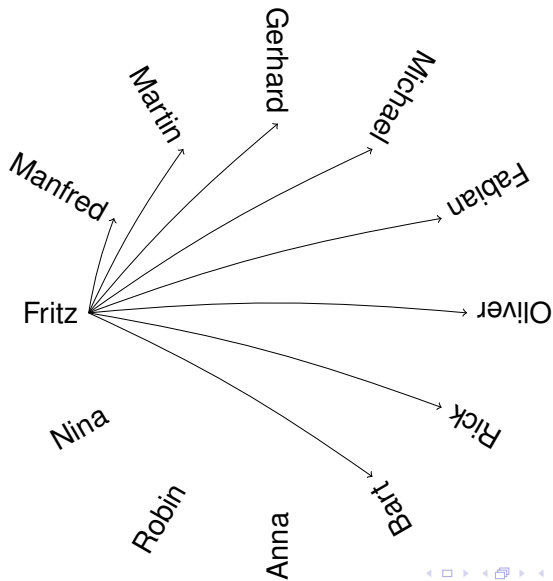 Gerhard
Michael
Martin
Manfred
Fabian
Fritz
Oliver
Nina
Rick
Robin
Bart
Anna